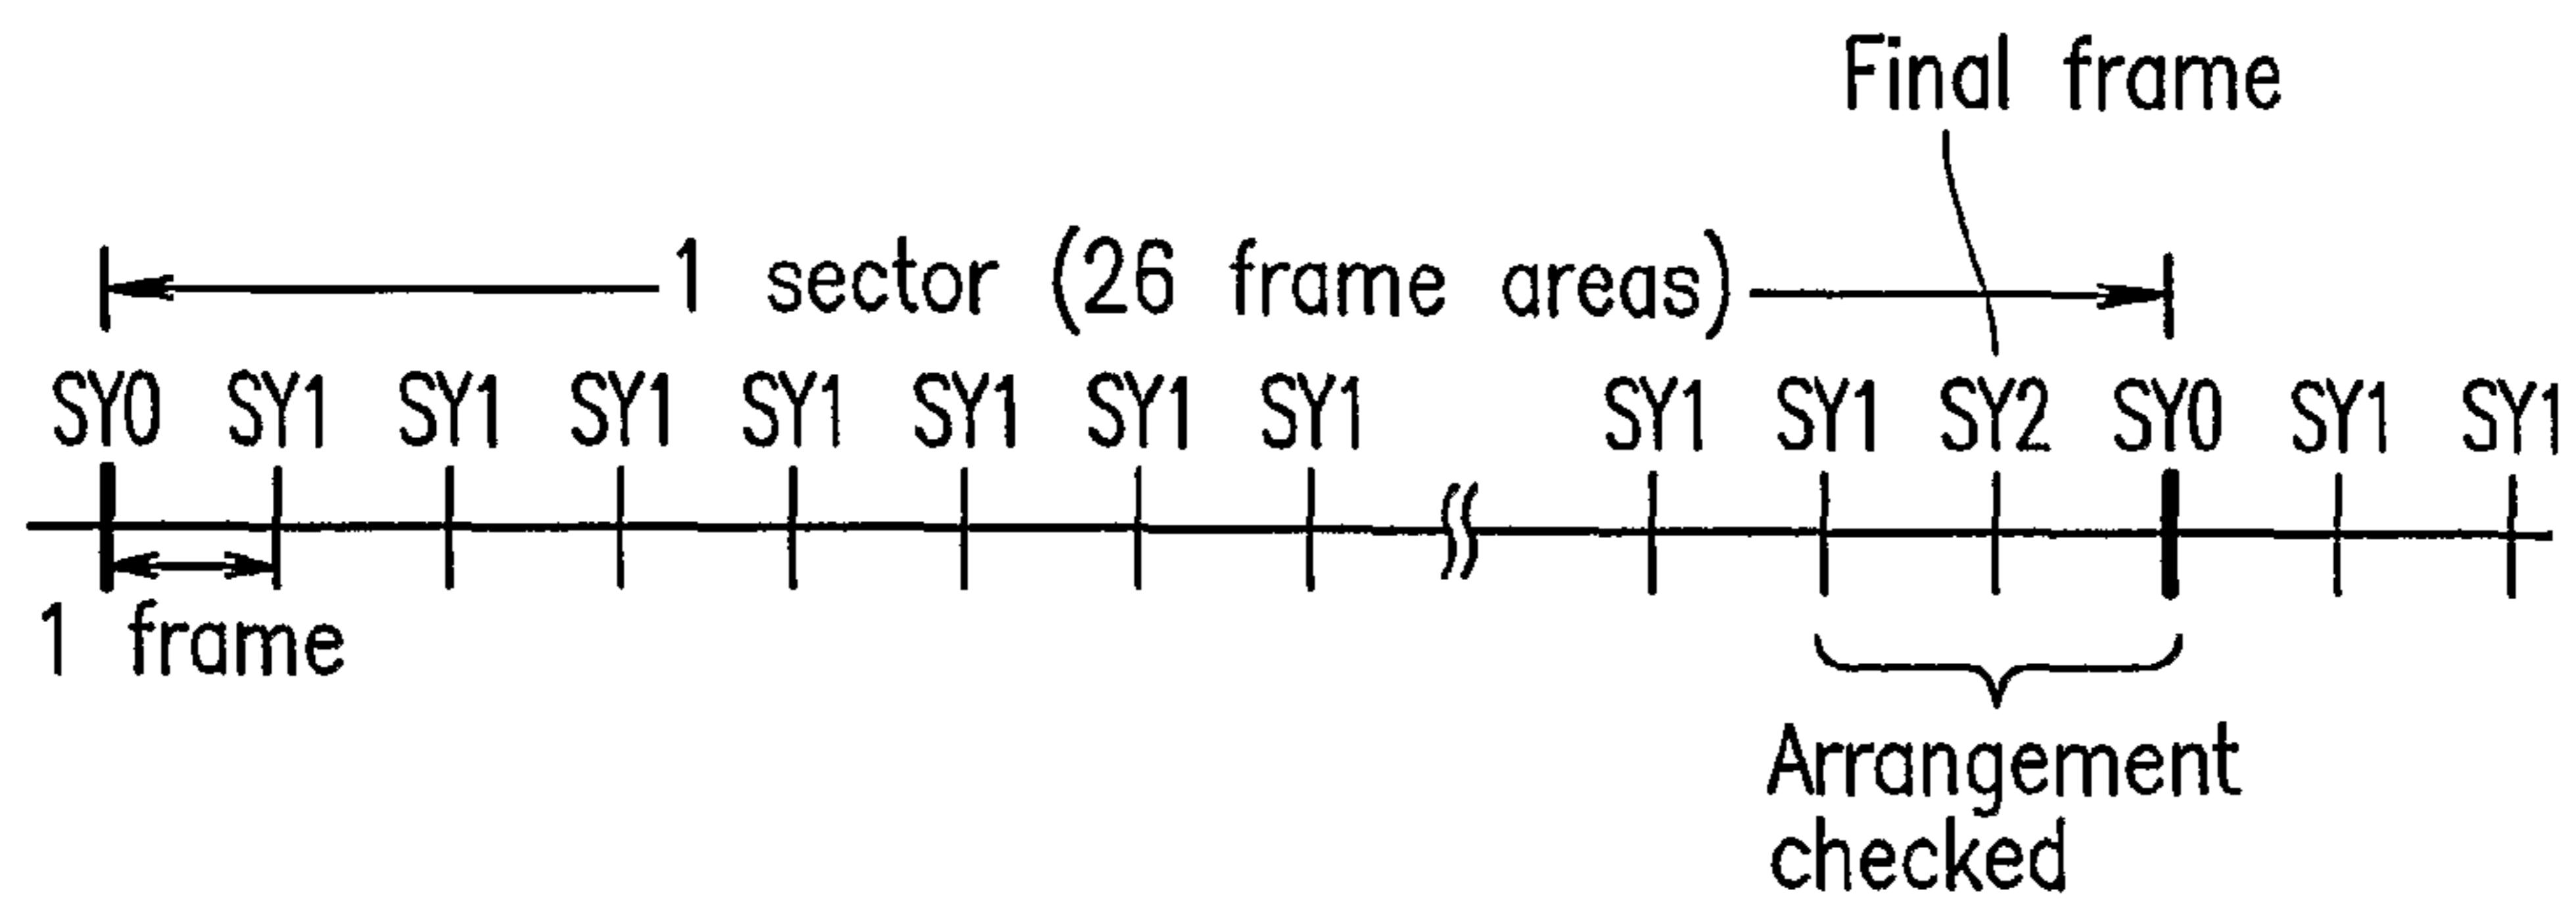 Final frame
1 sector (26 frame areas)
SY0 SY1 SY1 SY1 SY1 SY1 SY1 SY1 SY1 SY1 SY2 SY0 SY1 SY1
1 frame
Arrangement
checked